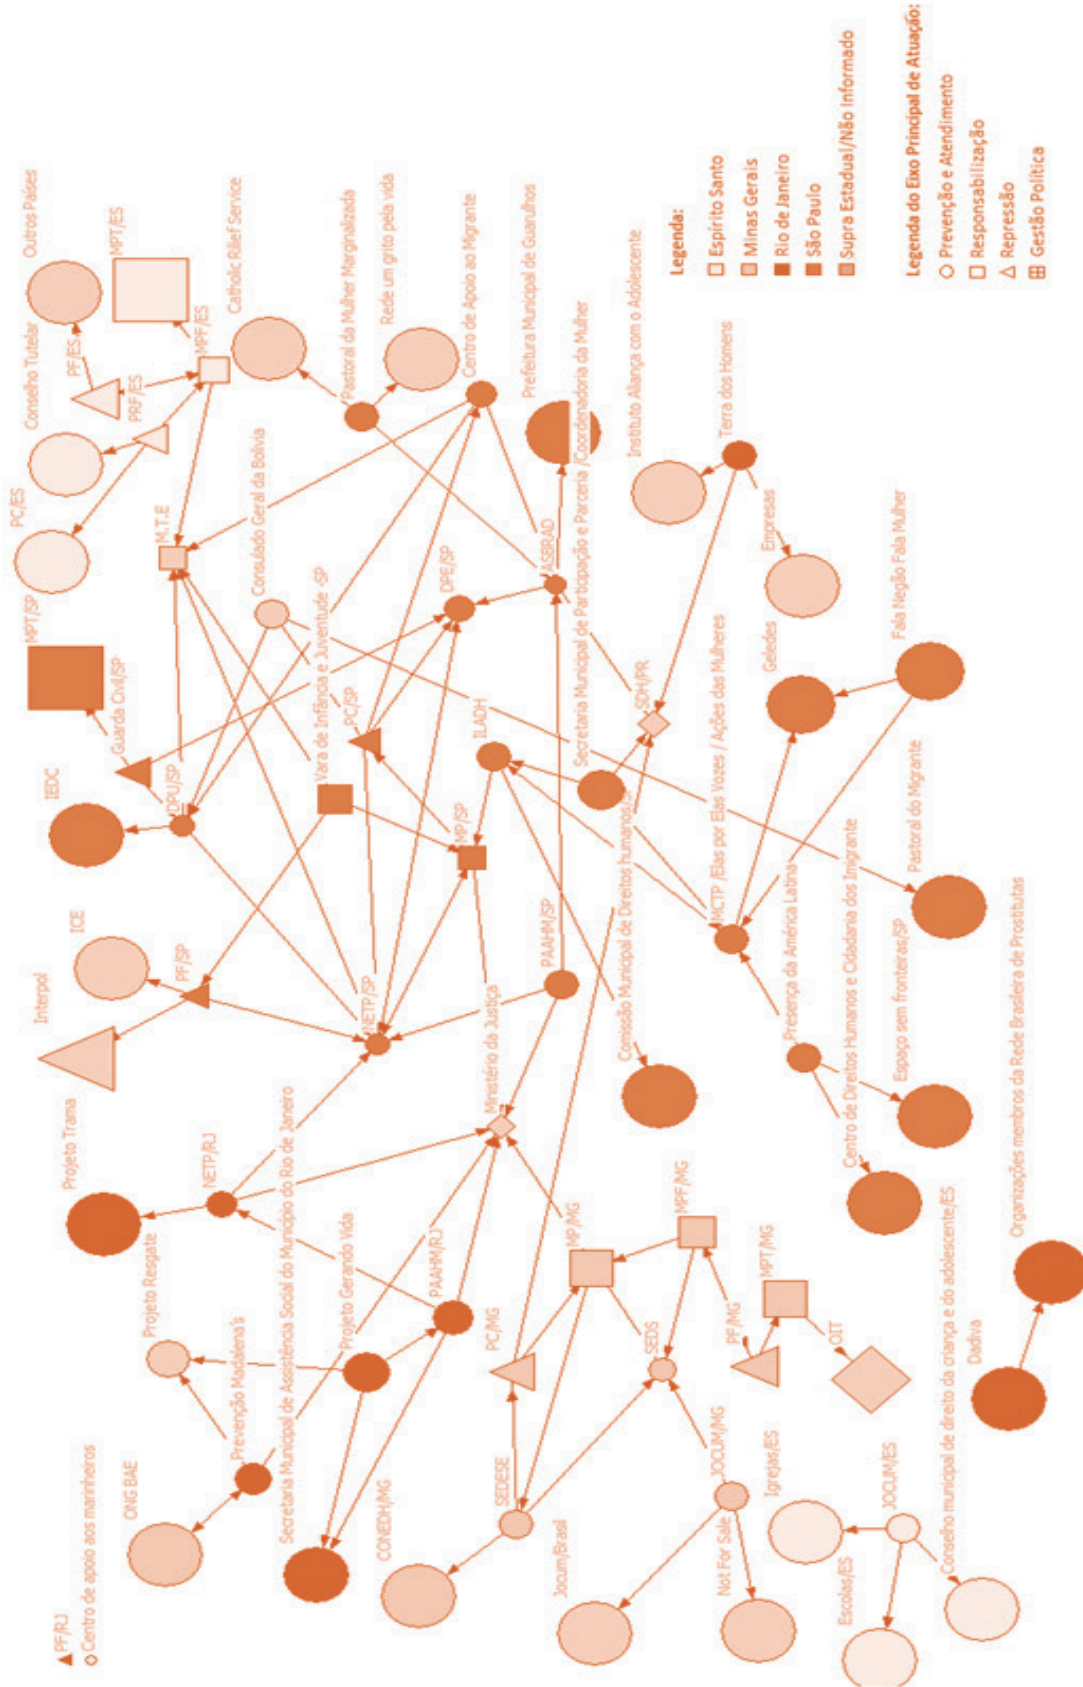 PF/RJ
Centro de apoio aos marinheiros
ONG BAE
Prevenção Madalena's
Projeto Resgate
Projeto Trama
NETP/RJ
Interpol
ICE
PF/SP
IEDC
DPU/SP
Guarda Civil/SP
MPT/SP
PC/ES
Conselho Tutelar
PRF/ES
PF/ES
Outros Países
MPT/ES
MPF/ES
M.T.E
Catholic Rilief Service
Consulado Geral da Bolívia
Vara de Infância e Juventude -SP
PC/SP
NETP/SP
Secretaria Municipal de Assistência Social do Município do Rio de Janeiro
Projeto Gerando Vida
PAAHM/RJ
CONEDH/MG
SEDESE
PC/MG
Ministério da Justiça
MP/SP
ILADH
DPE/SP
Pastoral da Mulher Marginalizada
Rede um grito pela vida
Centro de Apoio ao Migrante
Prefeitura Municipal de Guarulhos
ASBRAD
PAAHM/SP
Secretaria Municipal de Participação e Parceria /Coordenadoria da Mulher
Comissão Municipal de Direitos humanos/SP
SDH/PR
Instituto Aliança com o Adolescente
Terra dos Homens
Empresas
Geledes
Fala Negão Fala Mulher
MCTP /Elas por Elas Vozes / Ações das Mulheres
Presença da América Latina
Centro de Direitos Humanos e Cidadania dos Imigrante
Espaço sem fronteiras/SP
Pastoral do Migrante
Organizações membros da Rede Brasileira de Prostitutas
Dadiva
MP/MG
MPF/MG
SEDS
PF/MG
MPT/MG
OIT
Jocum/Brasil
JOCUM/MG
Not For Sale
Igrejas/ES
Escolas/ES
JOCUM/ES
Conselho municipal de direito da criança e do adolescente/ES
Legenda:
Espírito Santo
Minas Gerais
Rio de Janeiro
São Paulo
Supra Estadual/Não Informado
Legenda do Eixo Principal de Atuação:
Prevenção e Atendimento
Responsabilização
Repressão
Gestão Política